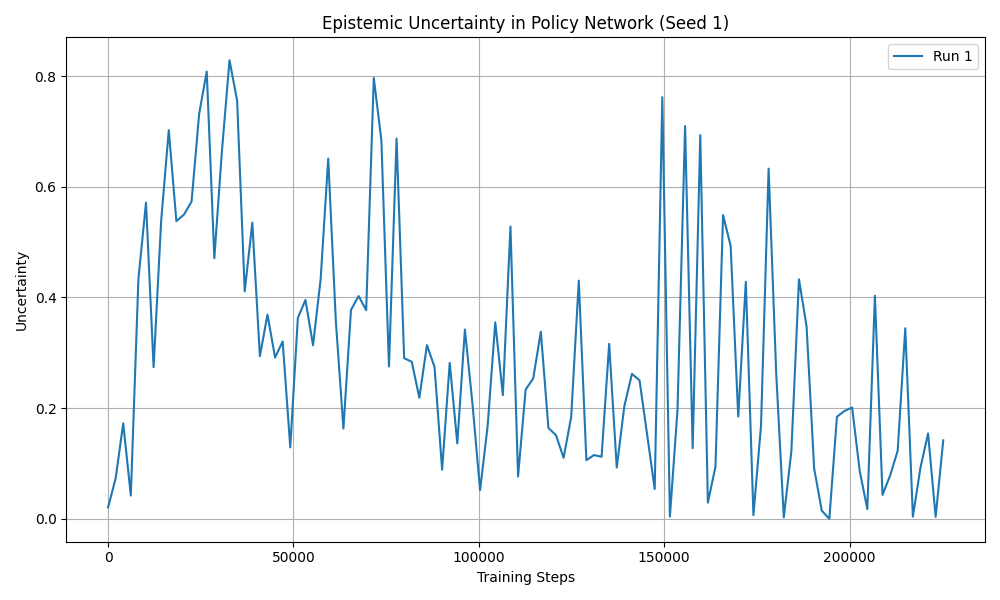 Epistemic Uncertainty in Policy Network (Seed 1)
Run 1
Uncertainty
0.8
0.6
0.4
0.2
0.0
0 50000 100000 150000 200000
Training Steps